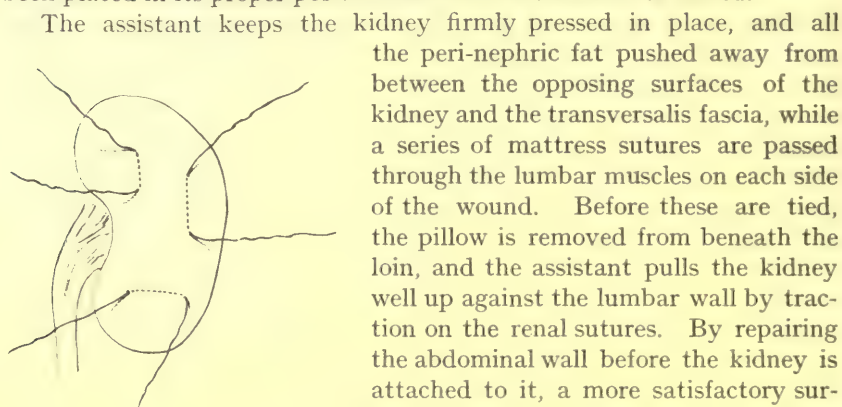 The assistant keeps the kidney firmly pressed in place, and all
the peri-nephric fat pushed away from
between the opposing surfaces of the
kidney and the transversalis fascia, while
a series of mattress sutures are passed
through the lumbar muscles on each side
of the wound. Before these are tied,
the pillow is removed from beneath the
loin, and the assistant pulls the kidney
well up against the lumbar wall by trac-
tion on the renal sutures. By repairing
the abdominal wall before the kidney is
attached to it, a more satisfactory sur-